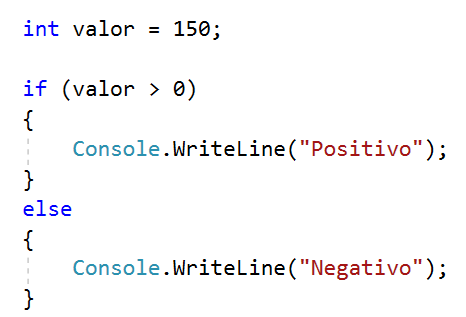 int valor = 150;
if (valor > 0)
{
Console.WriteLine("Positivo");
}
else
{
Console.WriteLine("Negativo");
}